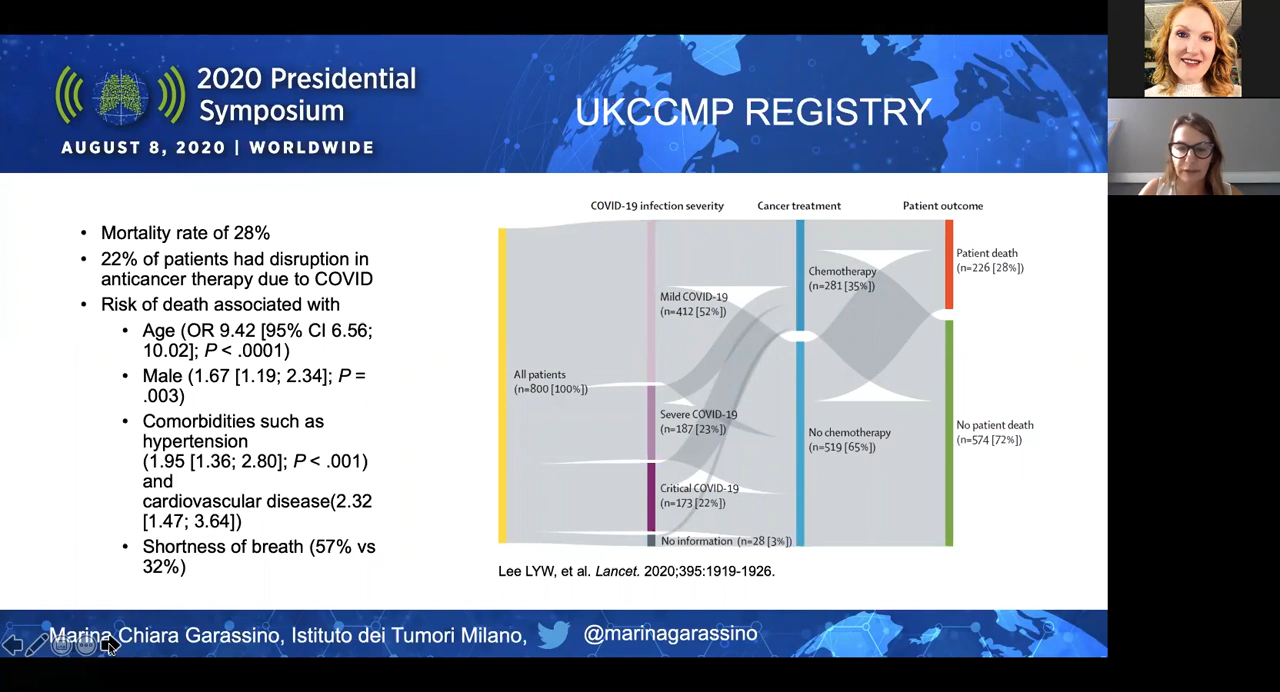 2020 Presidential
Symposium
AUGUST 8, 2020 | WORLDWIDE
UKCCMP REGISTRY
• Mortality rate of 28%
• 22% of patients had disruption in
anticancer therapy due to COVID
• Risk of death associated with
• Age (OR 9.42 [95% CI 6.56;
10.02]; P < .0001)
• Male (1.67 [1.19; 2.34]; P =
.003)
• Comorbidities such as
hypertension
(1.95 [1.36; 2.80]; P < .001)
and
cardiovascular disease(2.32
[1.47; 3.64])
• Shortness of breath (57% vs
32%)
COVID-19 infection severity
Cancer treatment
Patient outcome
All patients
(n=800 [100%])
Mild COVID-19
(n=412 [52%])
Severe COVID-19
(n=187 [23%])
Critical COVID-19
(n=173 [22%])
No information (n=28 [3%])
Chemotherapy
(n=281 [35%])
No chemotherapy
(n=519 [65%])
Patient death
(n=226 [28%])
No patient death
(n=574 [72%])
Lee LYW, et al. Lancet. 2020;395:1919-1926.
Marina Chiara Garassino, Istituto dei Tumori Milano, @marinagarassino